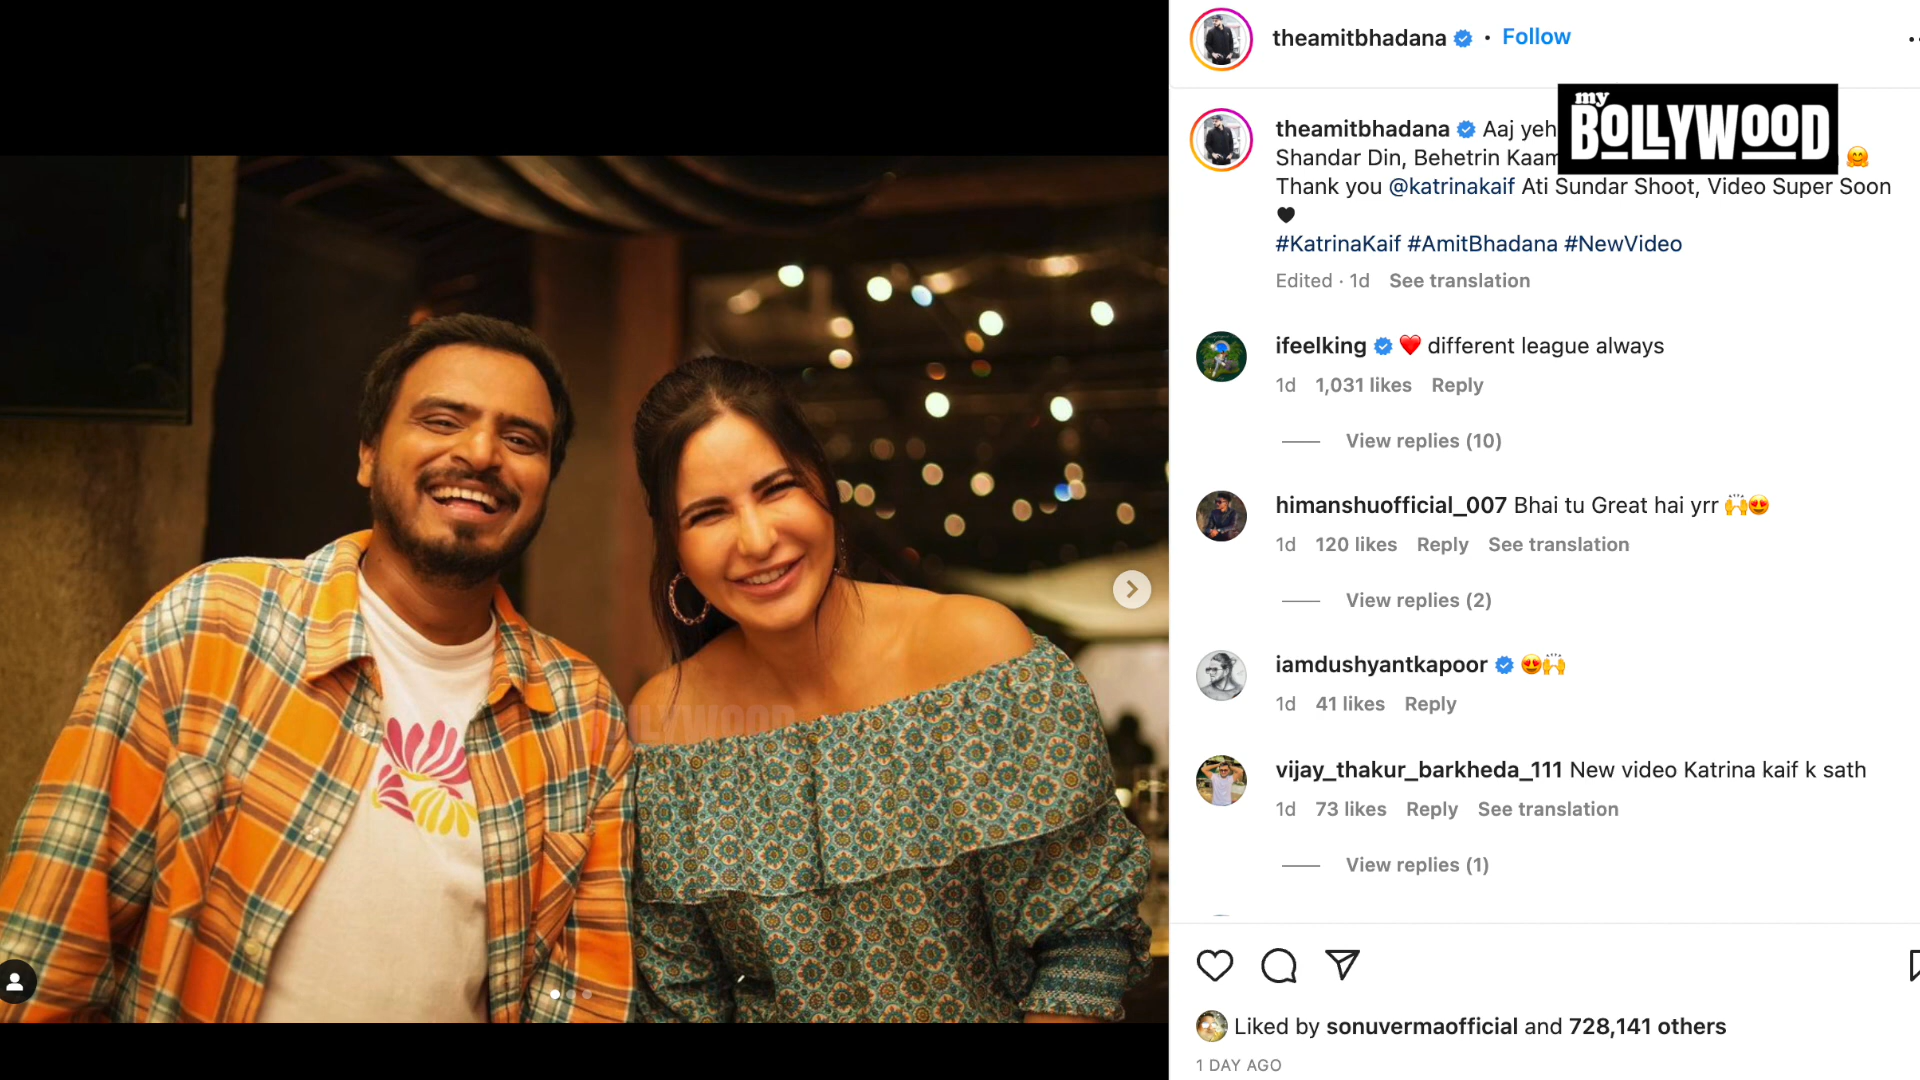 theamitbhadana • Follow
my
BOLLYWOOD
theamitbhadana Aaj yeh
Shandar Din, Behetrin Kaam 🤗
Thank you @katrinakaif Ati Sundar Shoot, Video Super Soon
🖤
#KatrinaKaif #AmitBhadana #NewVideo
Edited · 1d See translation
ifeelking ❤️ different league always
1d 1,031 likes Reply
View replies (10)
himanshuofficial_007 Bhai tu Great hai yrr 🙌😍
1d 120 likes Reply See translation
View replies (2)
iamdushyantkapoor 😍🙌
1d 41 likes Reply
vijay_thakur_barkheda_111 New video Katrina kaif k sath
1d 73 likes Reply See translation
View replies (1)
BOLLYWOOD
Liked by sonuvermaofficial and 728,141 others
1 DAY AGO